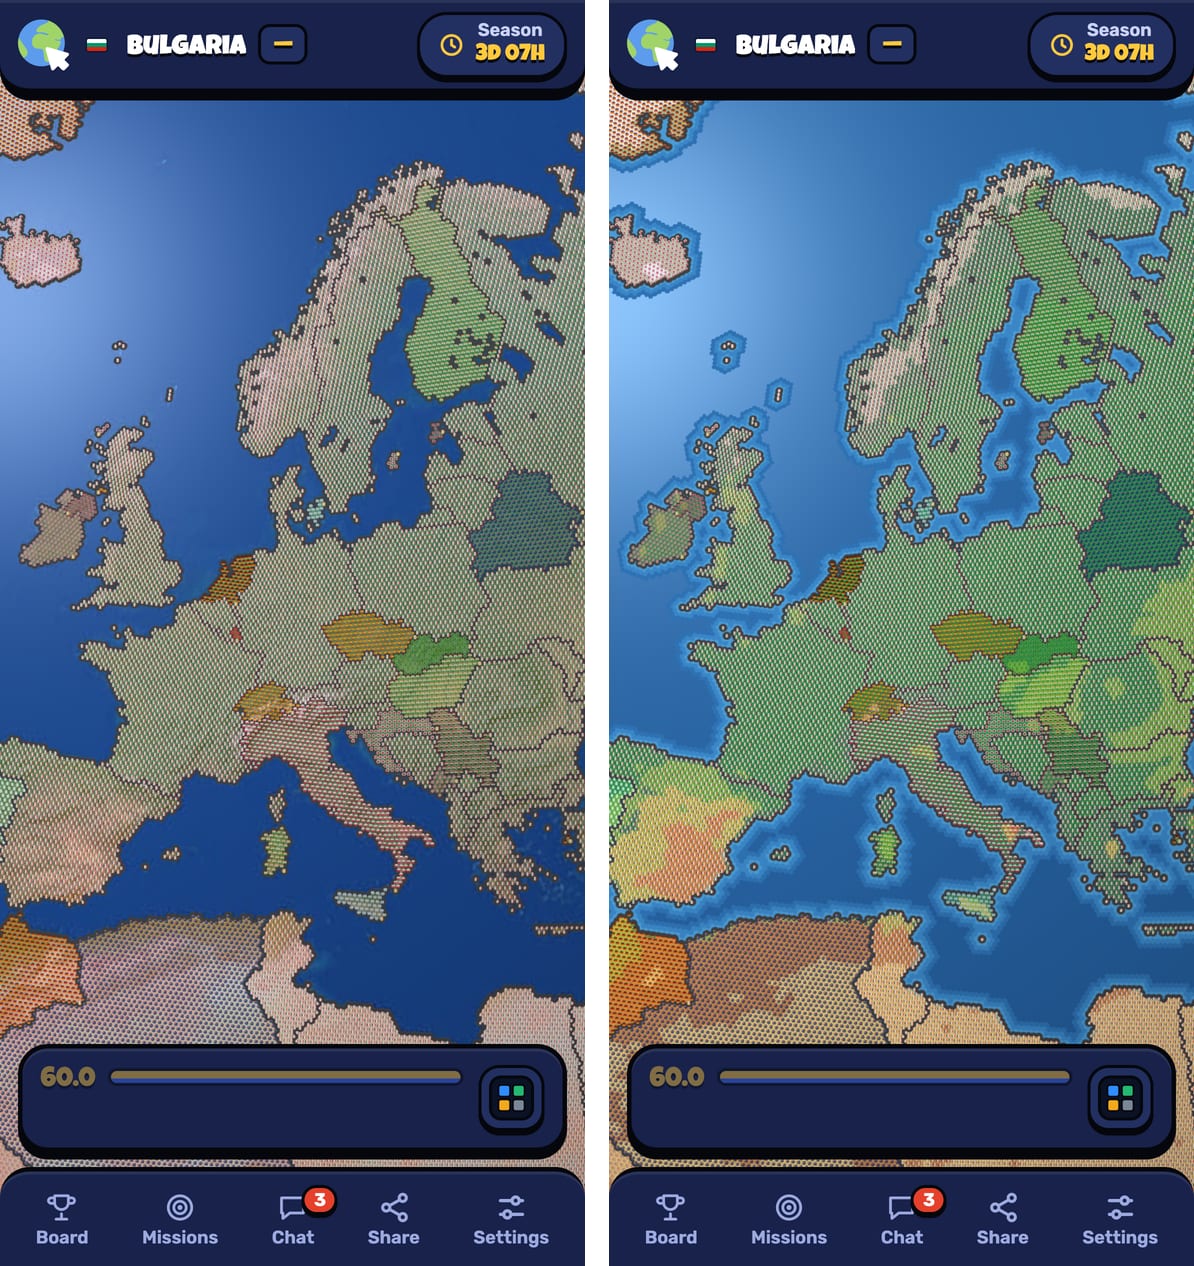 BULGARIA
Season
3D 07H
60.0
Board
Missions
3
Chat
Share
Settings
BULGARIA
Season
3D 07H
60.0
Board
Missions
3
Chat
Share
Settings